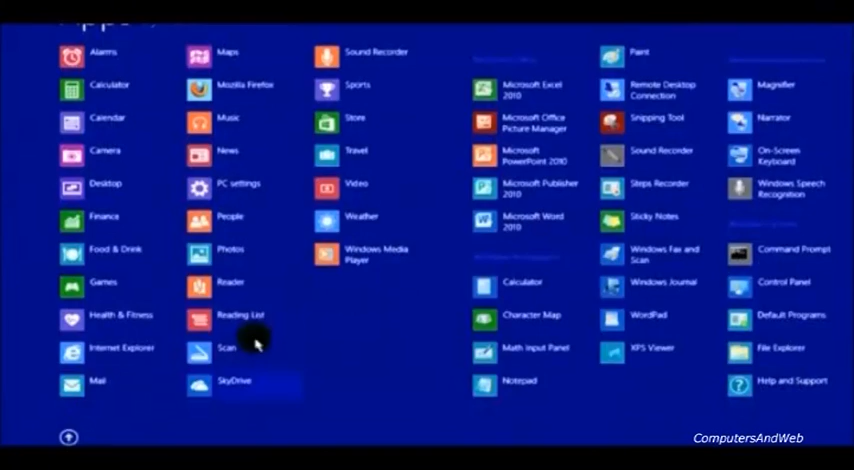 Alarms
Calculator
Calendar
Camera
Desktop
Finance
Food & Drink
Games
Health & Fitness
Internet Explorer
Mail
Maps
Mozilla Firefox
Music
News
PC settings
People
Photos
Reader
Reading List
Scan
SkyDrive
Sound Recorder
Sports
Store
Travel
Video
Weather
Windows Media
Player
Microsoft Excel
2010
Microsoft Office
Picture Manager
Microsoft
PowerPoint 2010
Microsoft Publisher
2010
Microsoft Word
2010
Calculator
Character Map
Math Input Panel
Notepad
Paint
Remote Desktop
Connection
Snipping Tool
Sound Recorder
Steps Recorder
Sticky Notes
Windows Fax and
Scan
Windows Journal
WordPad
XPS Viewer
Magnifier
Narrator
On-Screen
Keyboard
Windows Speech
Recognition
Command Prompt
Control Panel
Default Programs
File Explorer
Help and Support
ComputersAndWeb